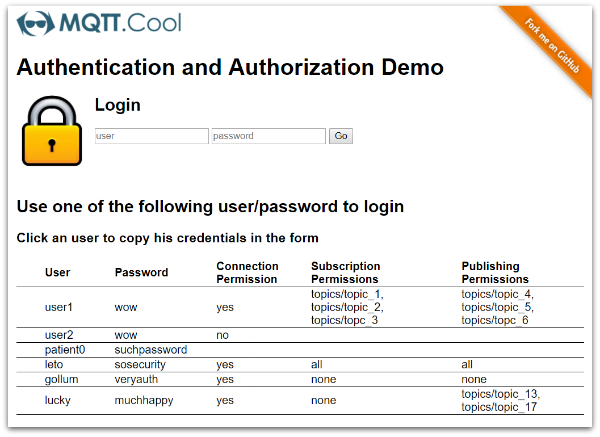 MQTT.Cool
Fork me on GitHub
Authentication and Authorization Demo
Login
user password Go
Use one of the following user/password to login
Click an user to copy his credentials in the form
User Password Connection Permission Subscription Permissions Publishing Permissions
user1 wow yes topics/topic_1, topics/topic_2, topics/topc_3 topics/topic_4, topics/topic_5, topics/topc_6
user2 wow no
patient0 suchpassword
leto sosecurity yes all all
gollum veryauth yes none none
lucky muchhappy yes none topics/topic_13, topics/topic_17